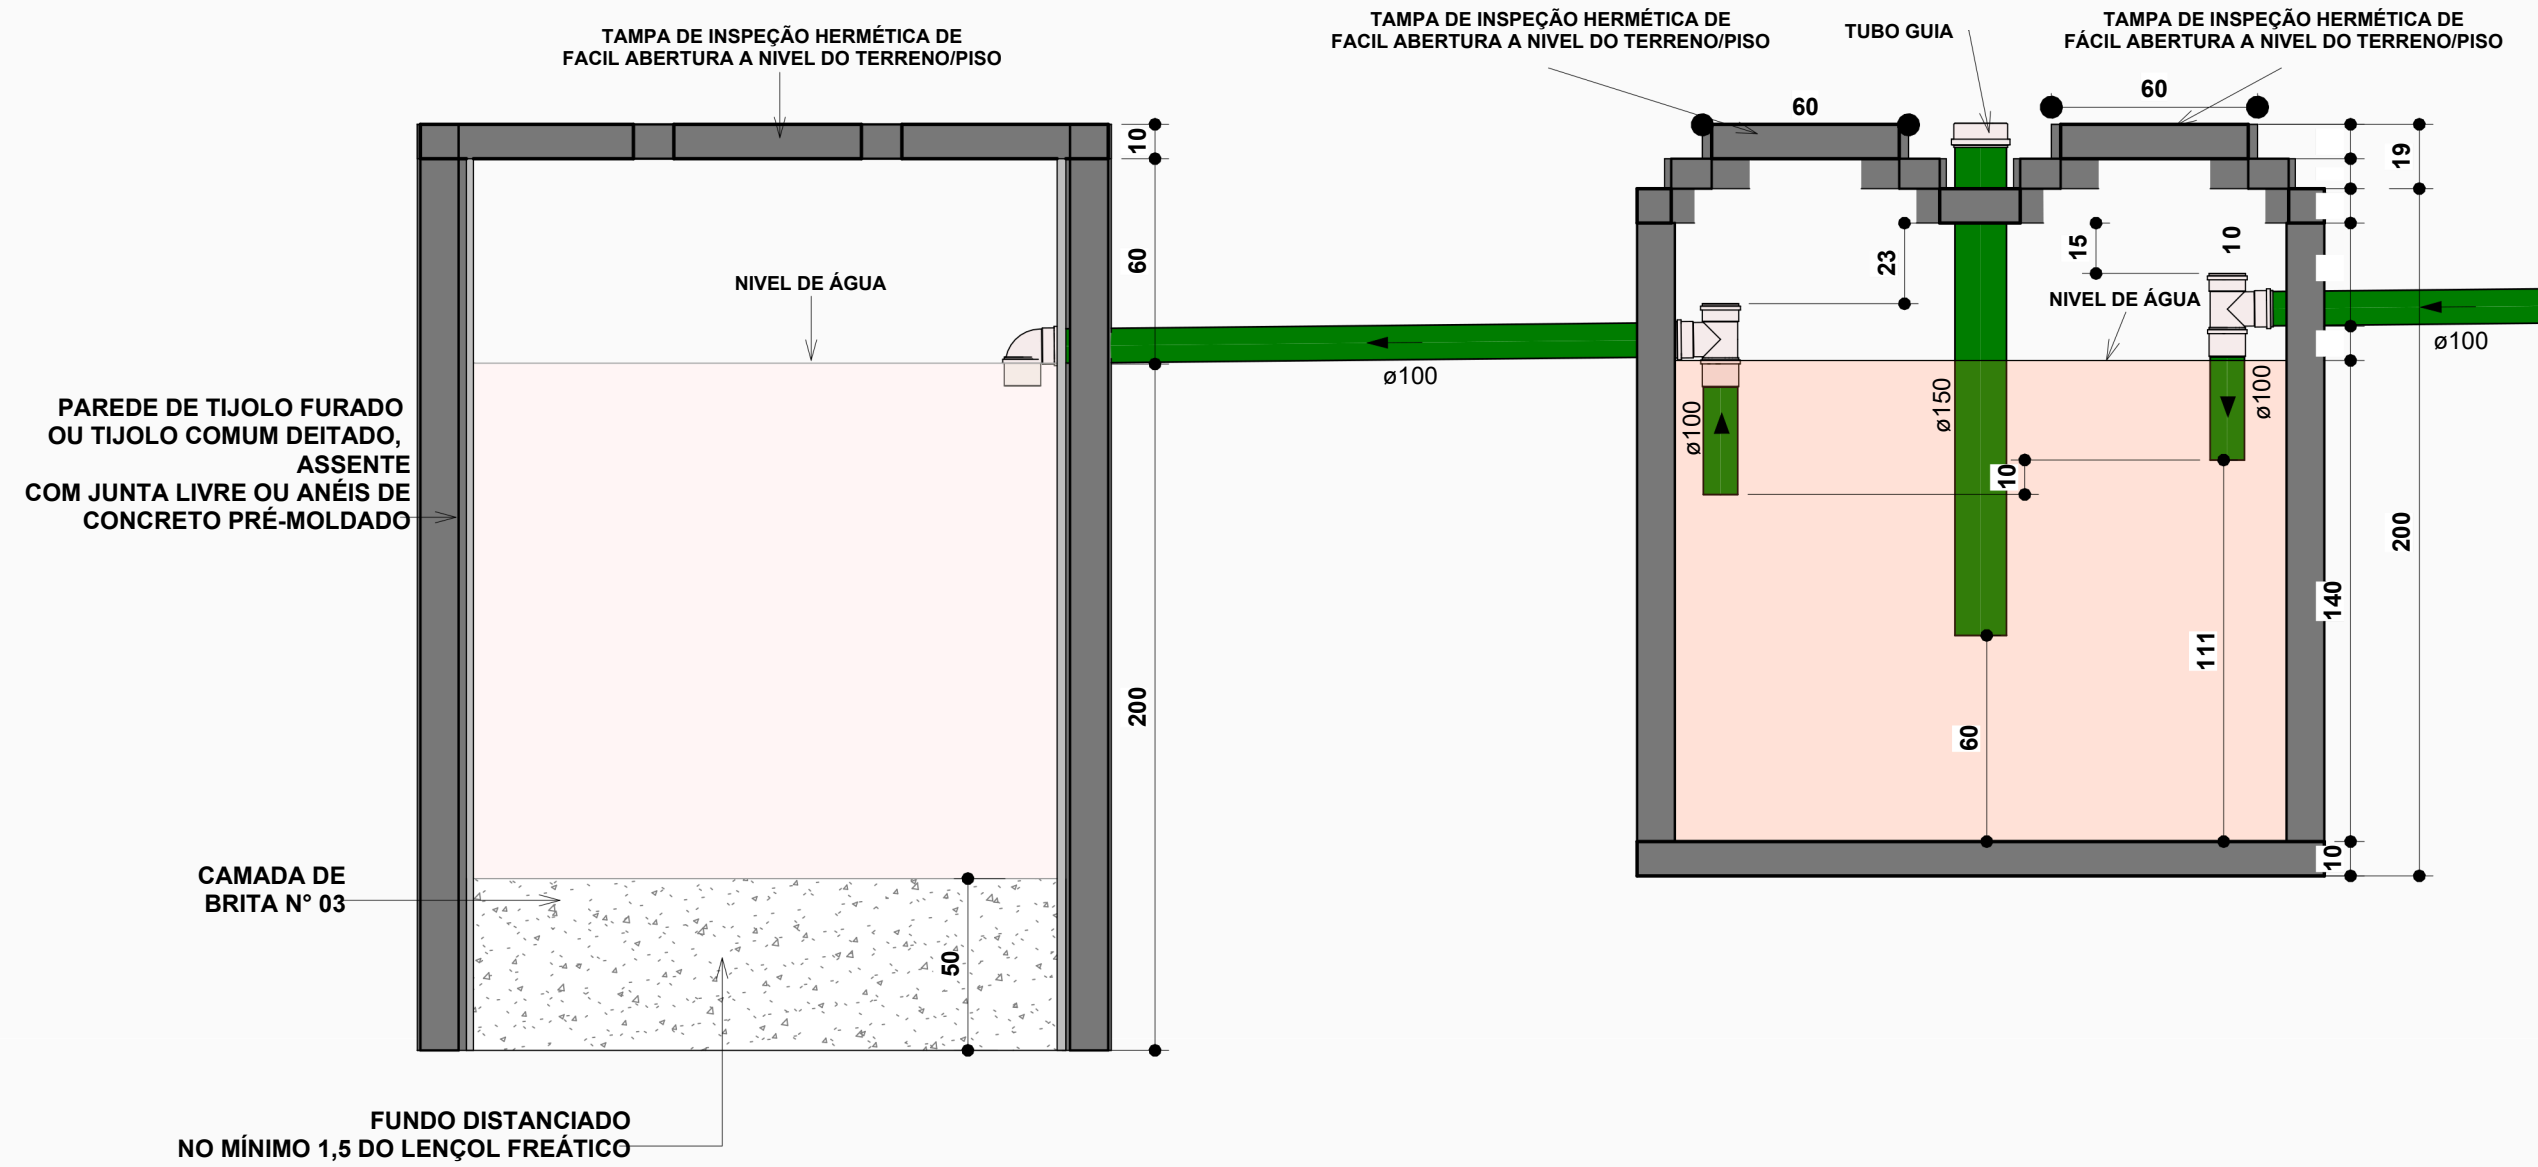 TAMPA DE INSPEÇÃO HERMÉTICA DE
FACIL ABERTURA A NIVEL DO TERRENO/PISO
TAMPA DE INSPEÇÃO HERMÉTICA DE
FACIL ABERTURA A NIVEL DO TERRENO/PISO
TUBO GUIA
TAMPA DE INSPEÇÃO HERMÉTICA DE
FÁCIL ABERTURA A NIVEL DO TERRENO/PISO
60
60
10
19
60
23
15
10
NIVEL DE ÁGUA
NIVEL DE ÁGUA
ø100
ø100
ø100
ø150
ø100
PAREDE DE TIJOLO FURADO
OU TIJOLO COMUM DEITADO,
ASSENTE
COM JUNTA LIVRE OU ANÉIS DE
CONCRETO PRÉ-MOLDADO
10
200
140
111
60
200
10
CAMADA DE
BRITA N° 03
50
FUNDO DISTANCIADO
NO MÍNIMO 1,5 DO LENÇOL FREÁTICO